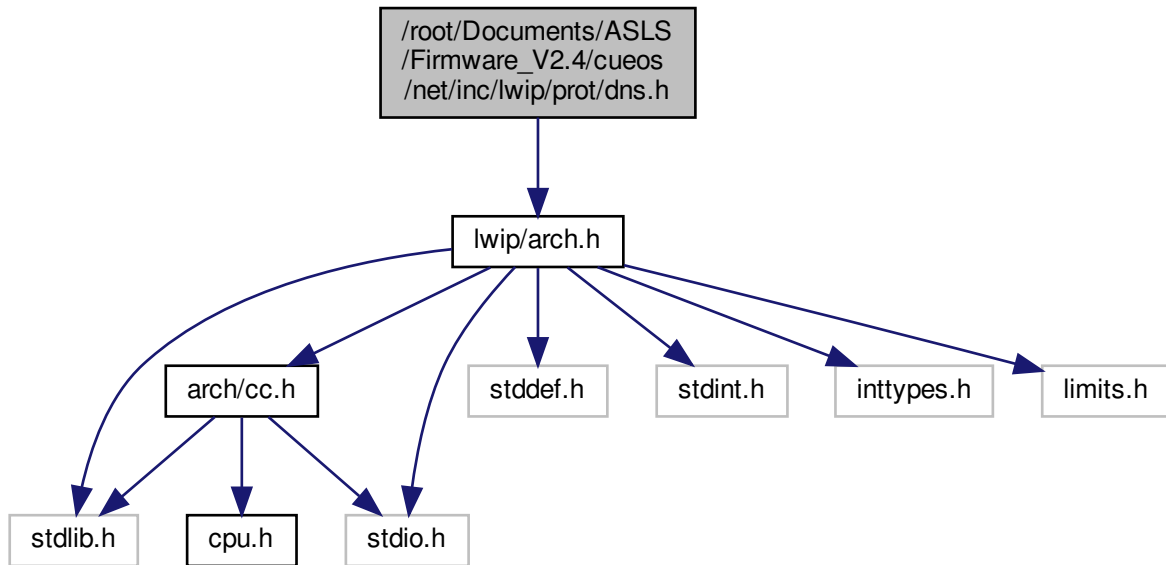 /root/Documents/ASLS
/Firmware_V2.4/cueos
/net/inc/lwip/prot/dns.h
lwip/arch.h
arch/cc.h
stddef.h
stdint.h
inttypes.h
limits.h
stdlib.h
cpu.h
stdio.h